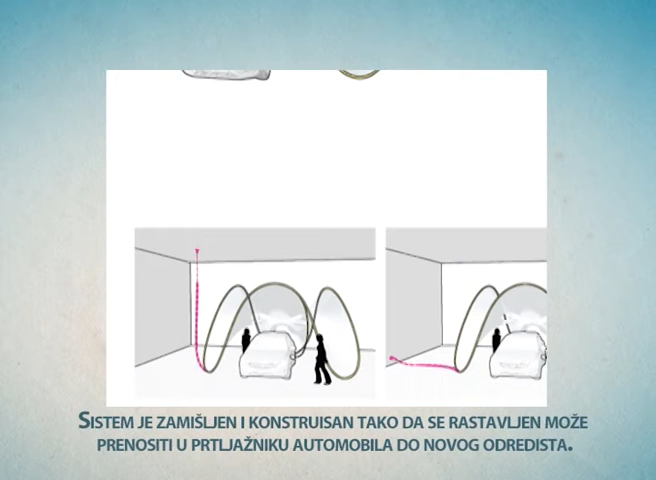 SISTEM JE ZAMIŠLJEN I KONSTRUISAN TAKO DA SE RASTAVLJEN MOŽE
PRENOSITI U PRTLJAŽNIKU AUTOMOBILA DO NOVOG ODREDISTA.